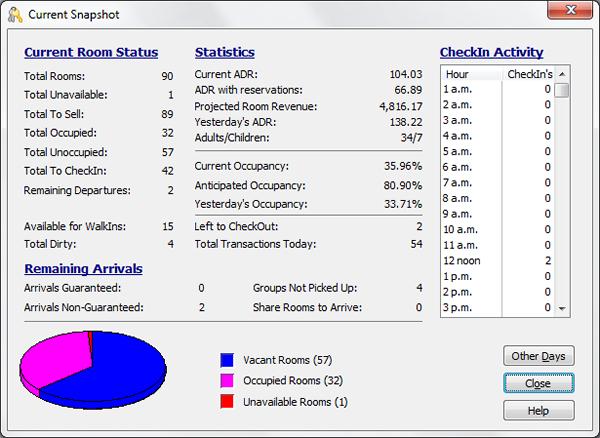 Current Snapshot
Current Room Status
Total Rooms: 90
Total Unavailable: 1
Total To Sell: 89
Total Occupied: 32
Total Unoccupied: 57
Total To CheckIn: 42
Remaining Departures: 2
Available for WalkIns: 15
Total Dirty: 4
Statistics
Current ADR: 104.03
ADR with reservations: 66.89
Projected Room Revenue: 4,816.17
Yesterday's ADR: 138.22
Adults/Children: 34/7
Current Occupancy: 35.96%
Anticipated Occupancy: 80.90%
Yesterday's Occupancy: 33.71%
Left to CheckOut: 2
Total Transactions Today: 54
CheckIn Activity
Hour CheckIn's
1 a.m. 0
2 a.m. 0
3 a.m. 0
4 a.m. 0
5 a.m. 0
6 a.m. 0
7 a.m. 0
8 a.m. 0
9 a.m. 0
10 a.m. 0
11 a.m. 0
12 noon 2
1 p.m. 0
2 p.m. 0
3 p.m. 0
Remaining Arrivals
Arrivals Guaranteed: 0 Groups Not Picked Up: 4
Arrivals Non-Guaranteed: 2 Share Rooms to Arrive: 0
Vacant Rooms (57)
Occupied Rooms (32)
Unavailable Rooms (1)
Other Days
Close
Help